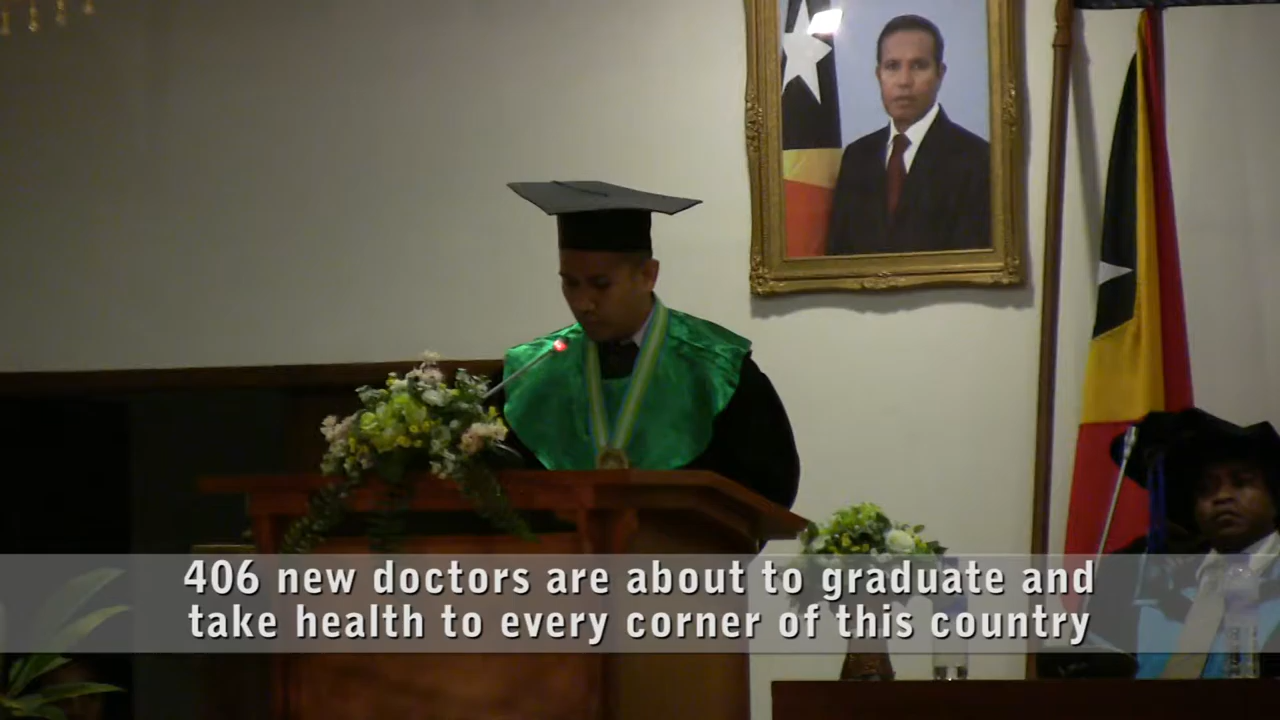 406 new doctors are about to graduate and
take health to every corner of this country